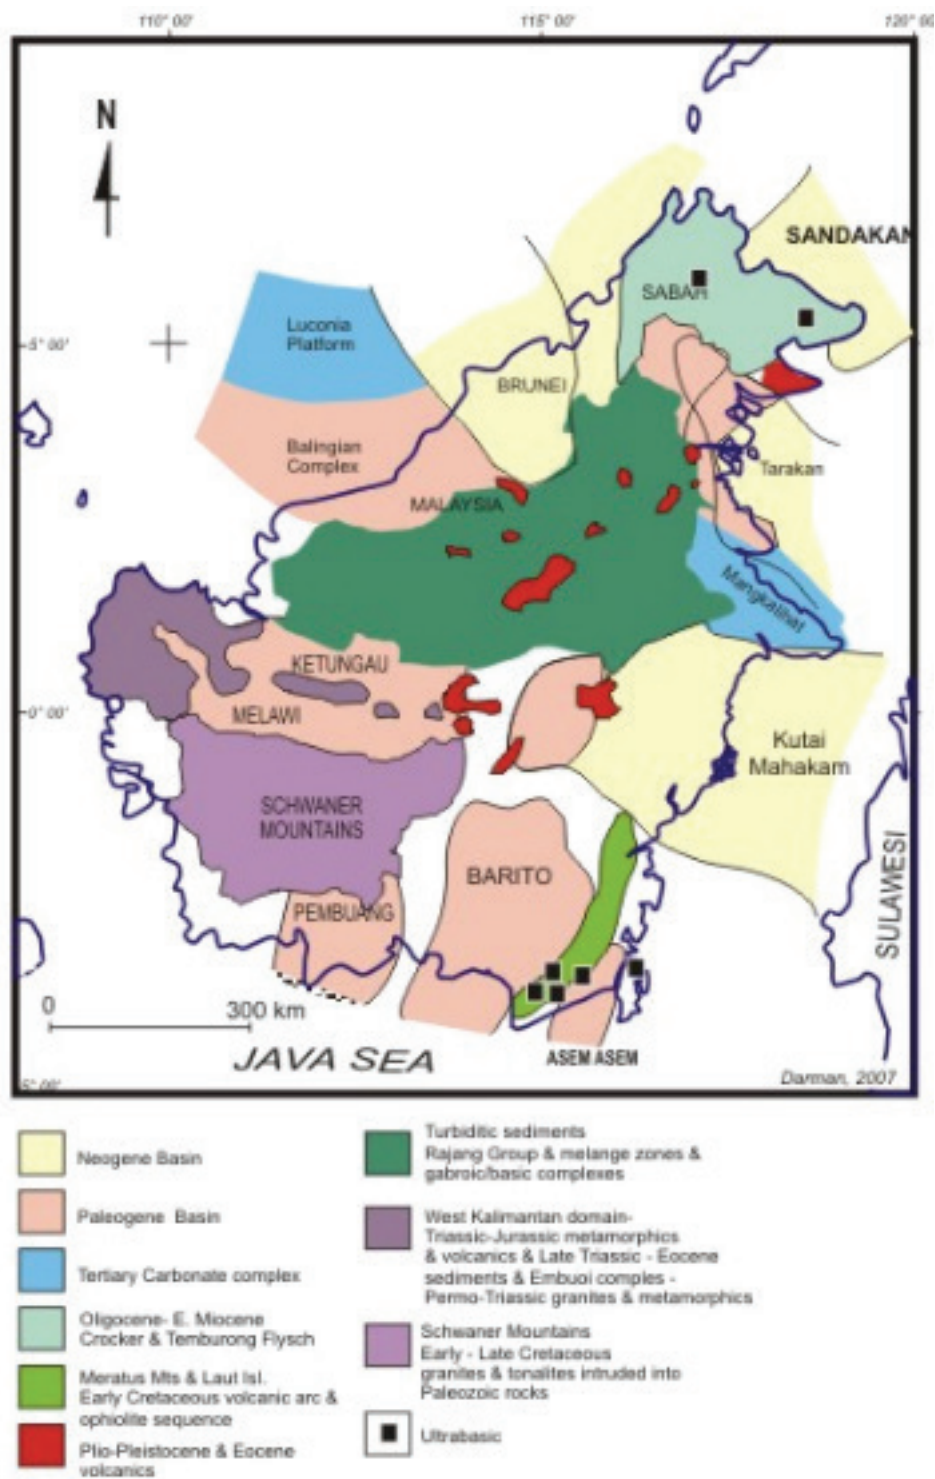 110° 00'
115° 00'
120° 00'
N
SANDAKAN
SABAH
Luconia
Platform
5° 00'
BRUNEI
Balingian
Complex
Tarakan
MALAYSIA
Mangkalihat
KETUNGAU
MELAWI
0° 00'
Kutai
Mahakam
SCHWANER
MOUNTAINS
SULAWESI
BARITO
PEMBUANG
0
300 km
JAVA SEA
ASEM ASEM
Darman, 2007
5° 00'
Neogene Basin
Paleogene Basin
Tertiary Carbonate complex
Oligocene- E. Miocene
Crocker & Temburong Flysch
Meratus Mts & Laut Isl.
Early Cretaceous volcanic arc &
ophiolite sequence
Plio-Pleistocene & Eocene
volcanics
Turbiditic sediments
Rajang Group & melange zones &
gabroic/basic complexes
West Kalimantan domain-
Triassic-Jurassic metamorphics
& volcanics & Late Triassic - Eocene
sediments & Embuoi comples -
Permo-Triassic granites & metamorphics
Schwaner Mountains
Early - Late Cretaceous
granites & tonalites intruded into
Paleozoic rocks
Ultrabasic